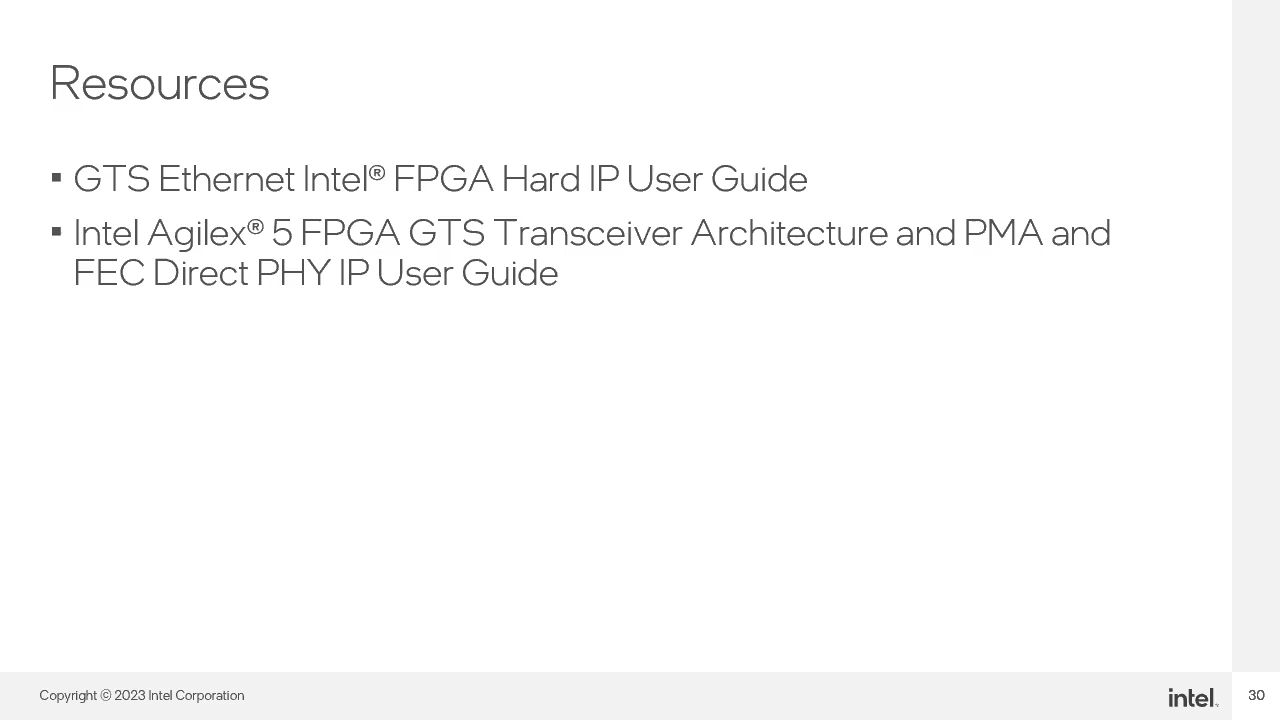 Resources
▪ GTS Ethernet Intel® FPGA Hard IP User Guide
▪ Intel Agilex® 5 FPGA GTS Transceiver Architecture and PMA and
FEC Direct PHY IP User Guide
Copyright © 2023 Intel Corporation
intel.
30